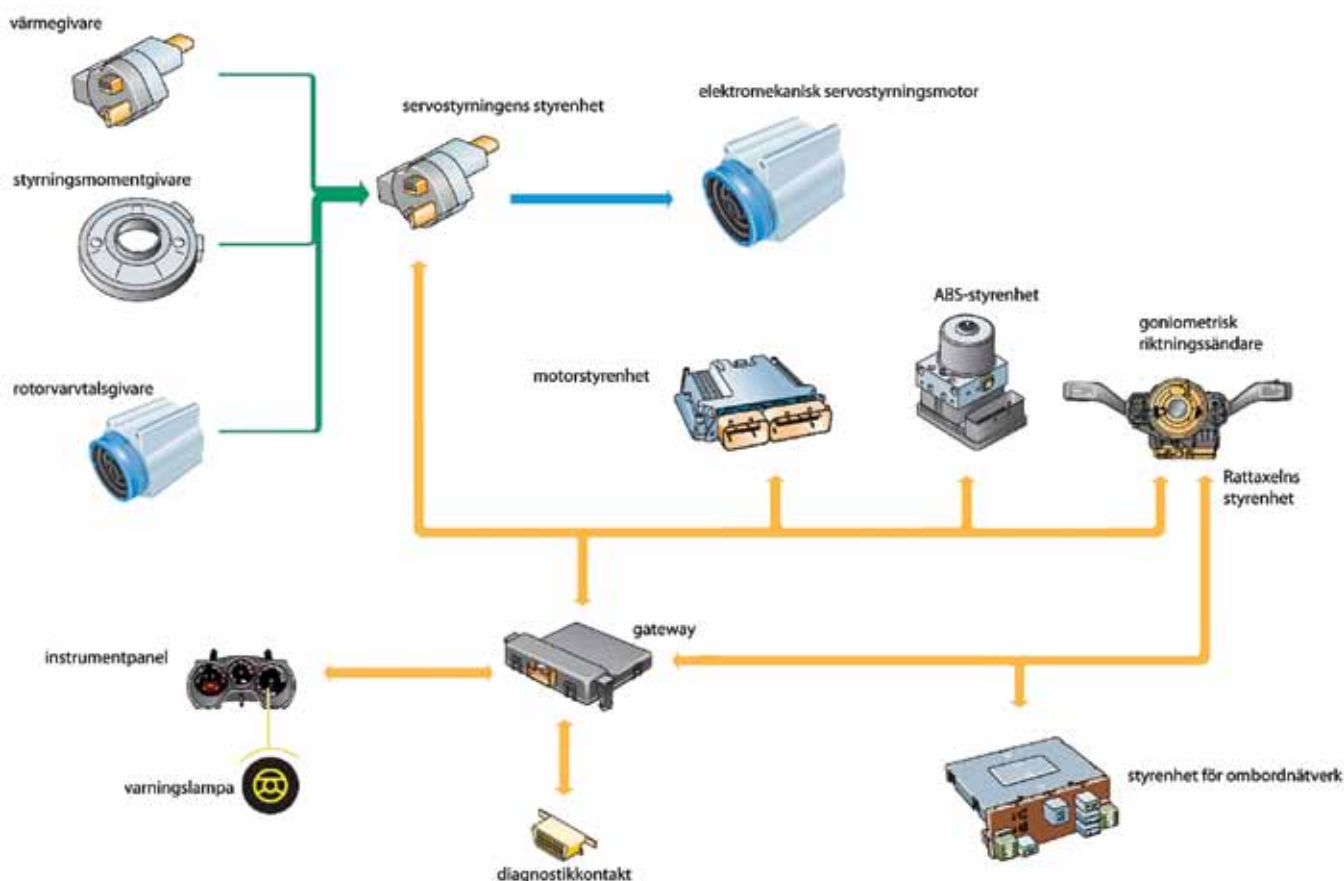 värmegivare
servostyrningens styrenhet
elektromekanisk servostyrningsmotor
styrningsmomentgivare
ABS-styrenhet
goniometrisk
riktningssändare
motorstyrenhet
rotorvarvtalsgivare
Rattaxelns
styrenhet
gateway
instrumentpanel
varningslampa
styrenhet för ombordnätverk
diagnostikkontakt